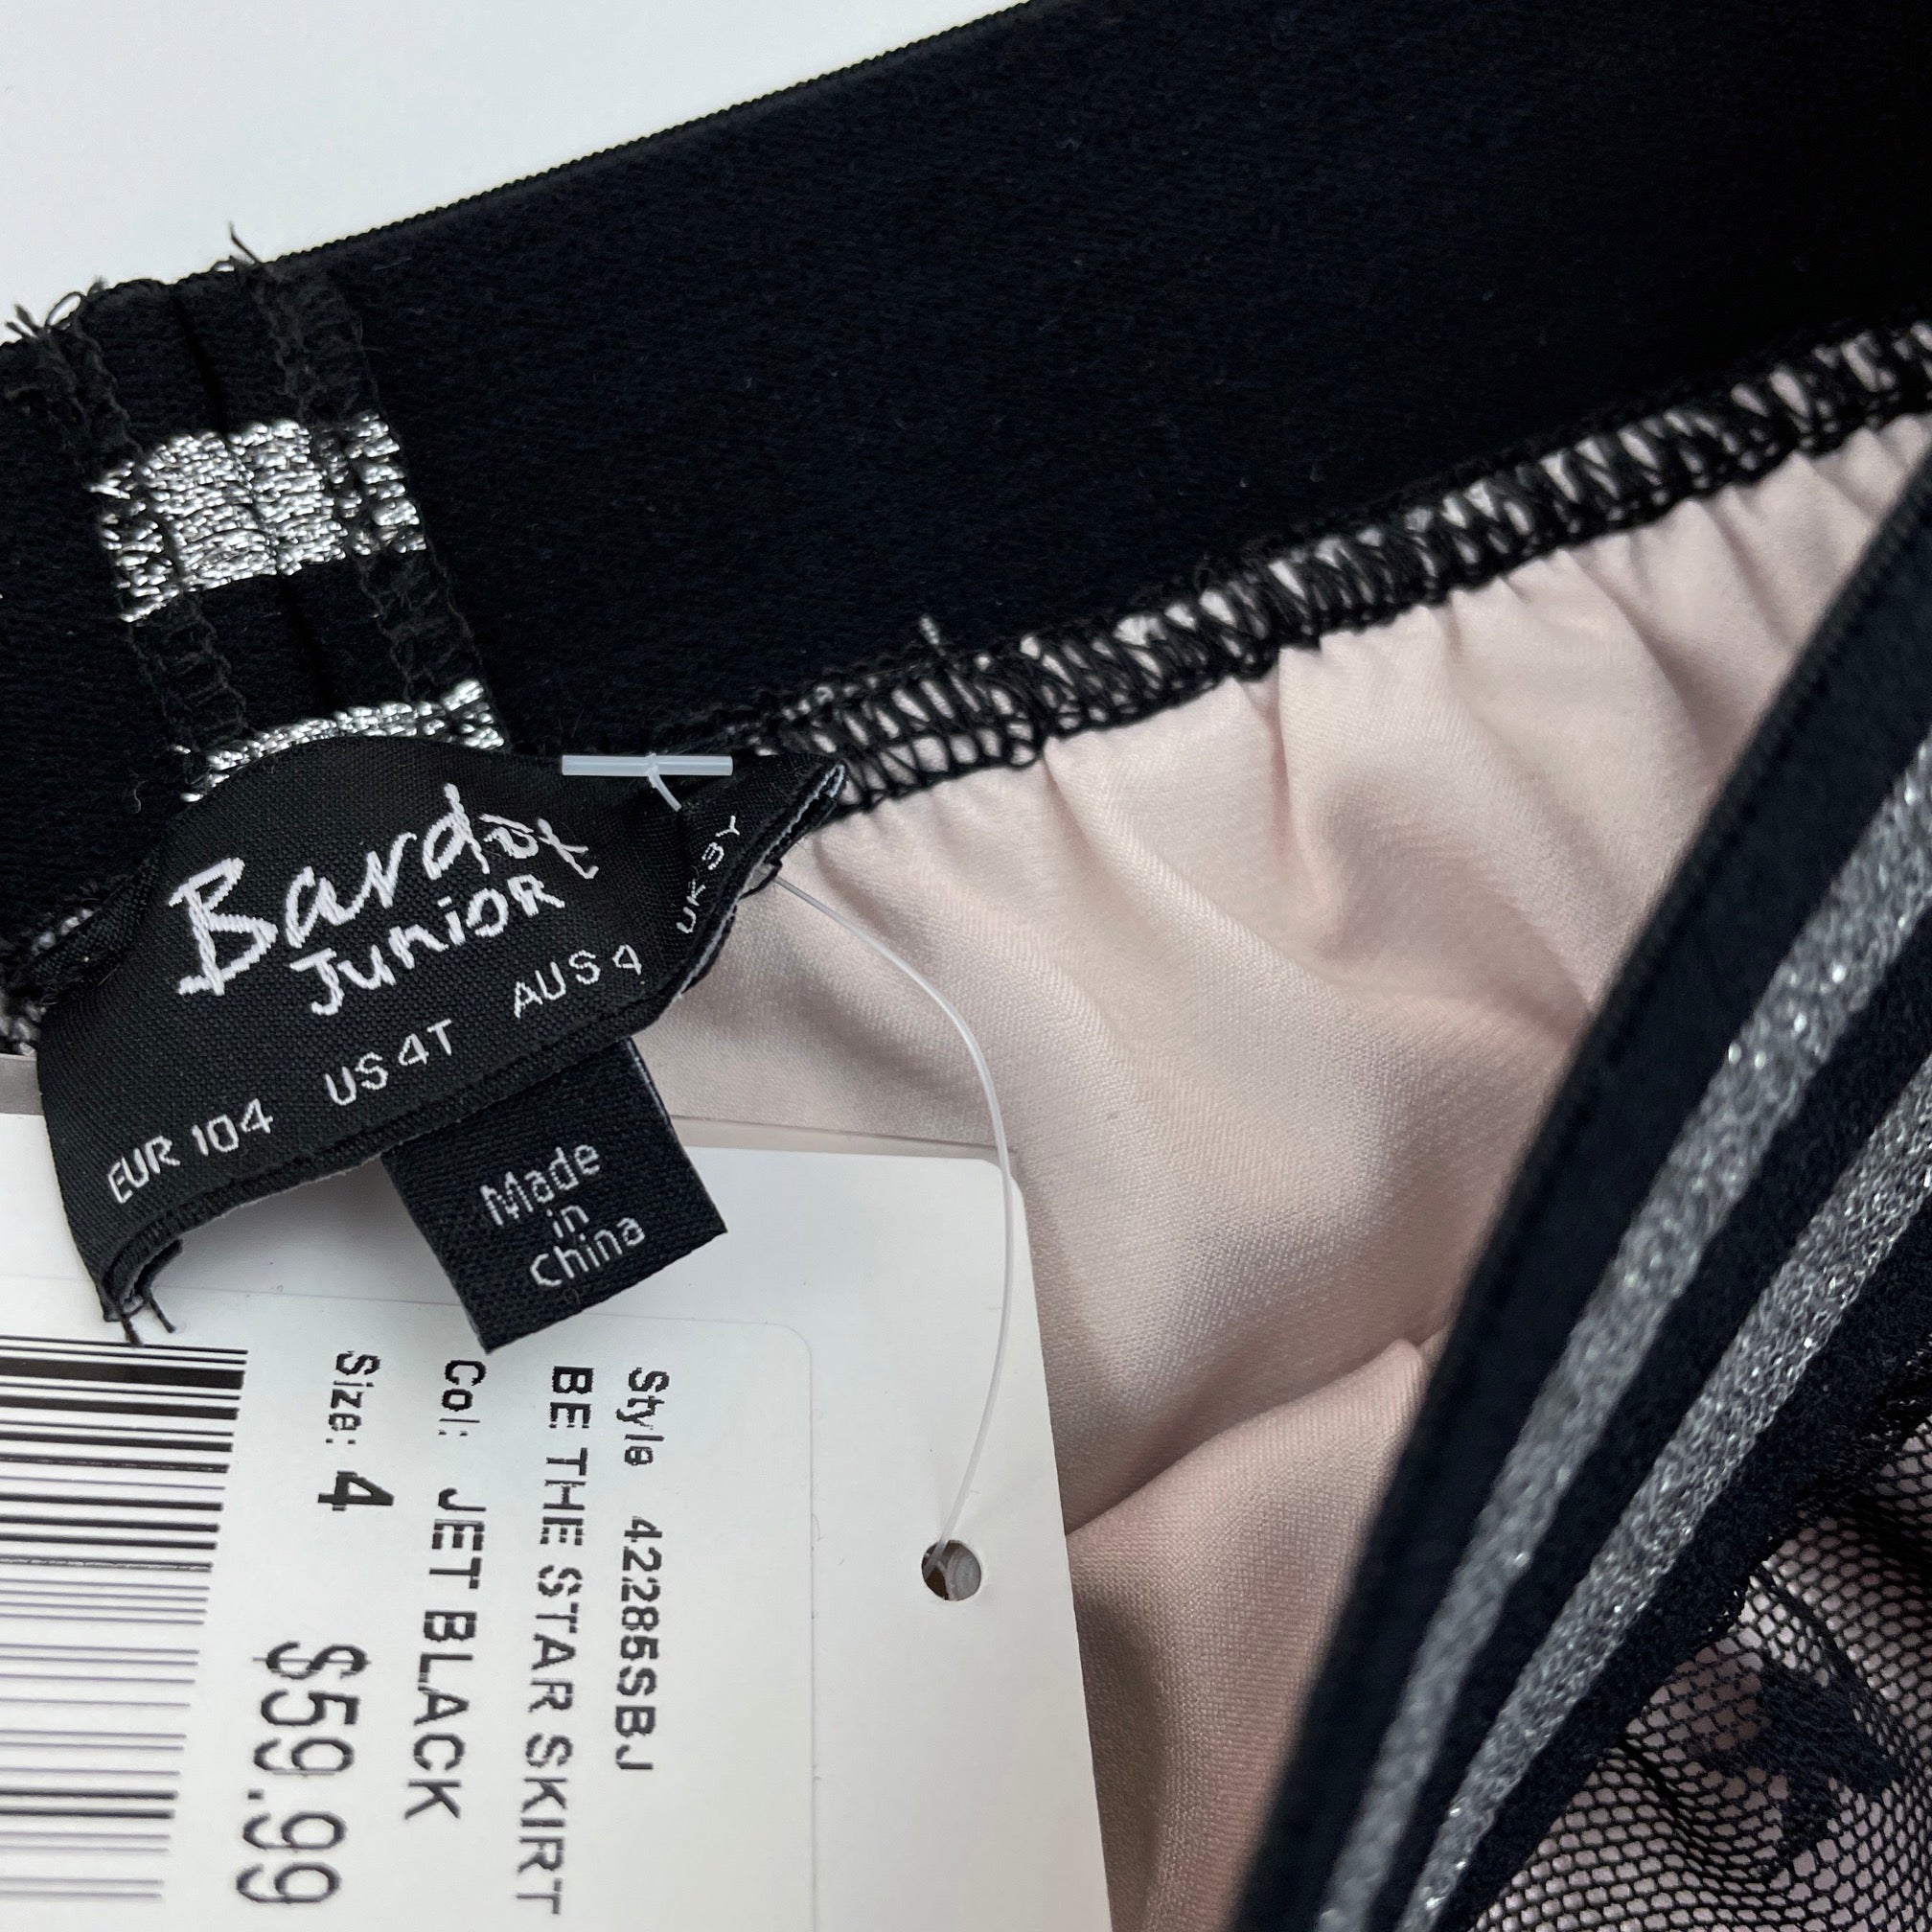 Bardot
Junior
EUR 104 US 4T AUS 4 UK 3Y
Made
in
China
Style 42285SBJ
BE THE STAR SKIRT
Col: JET BLACK
Size: 4
$59.99